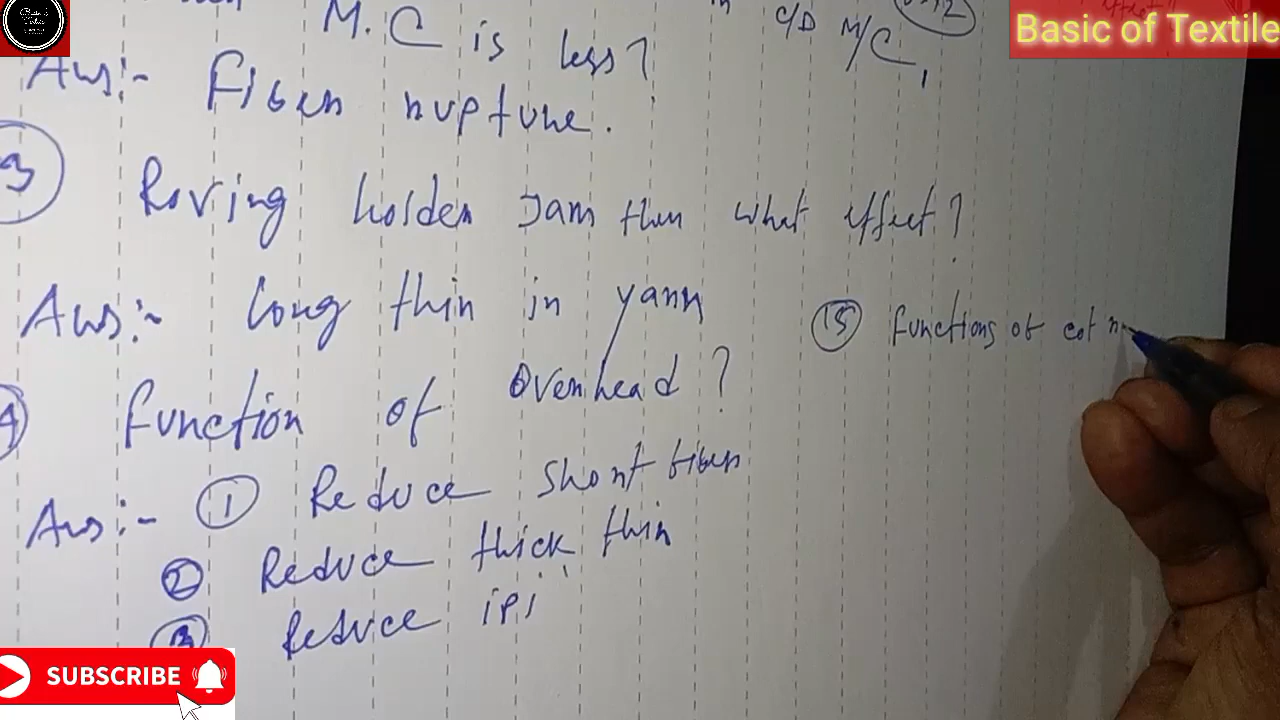 Basic of Textile
C/D M/C,
M.C is less?
Ans:- Fiber rupture.
3 Roving holder Jam then what effect?
Ans:- Long thin in yarn
4 Function of Overhead?
Ans:- 1 Reduce Short fiber
2 Reduce thick thin
3 Reduce IPI
15 Functions of cot
SUBSCRIBE